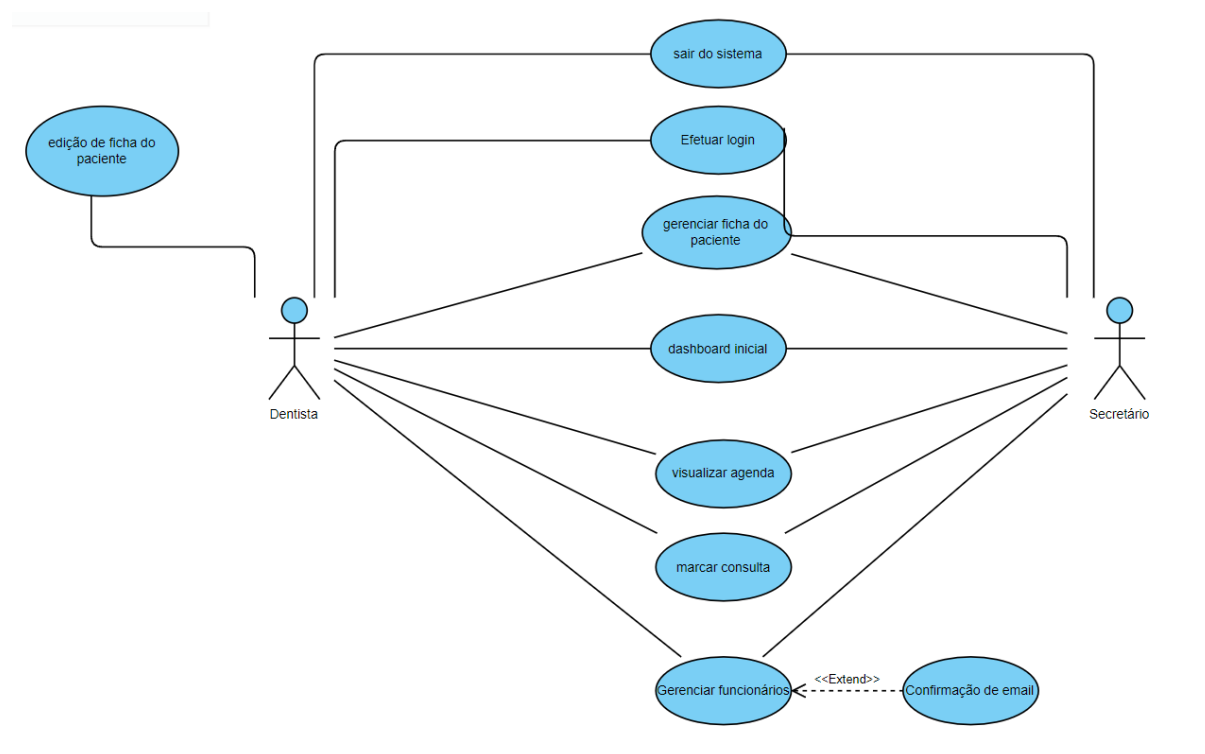 sair do sistema
edição de ficha do
paciente
Efetuar login
gerenciar ficha do
paciente
dashboard inicial
Dentista
Secretário
visualizar agenda
marcar consulta
Gerenciar funcionários
<<Extend>>
Confirmação de email